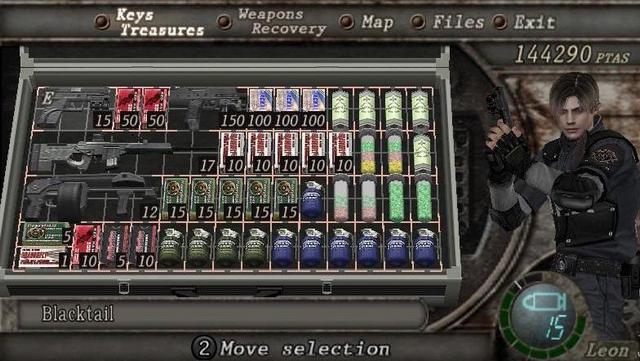 Keys Treasures
Weapons Recovery
Map
Files
Exit
144290 PTAS
E
15 50 50 150 100 100 100
17 10 10 10 10 10
12 15 15 15 15 15
5
1 10 5 10
Blacktail
2 Move selection
15
Leon